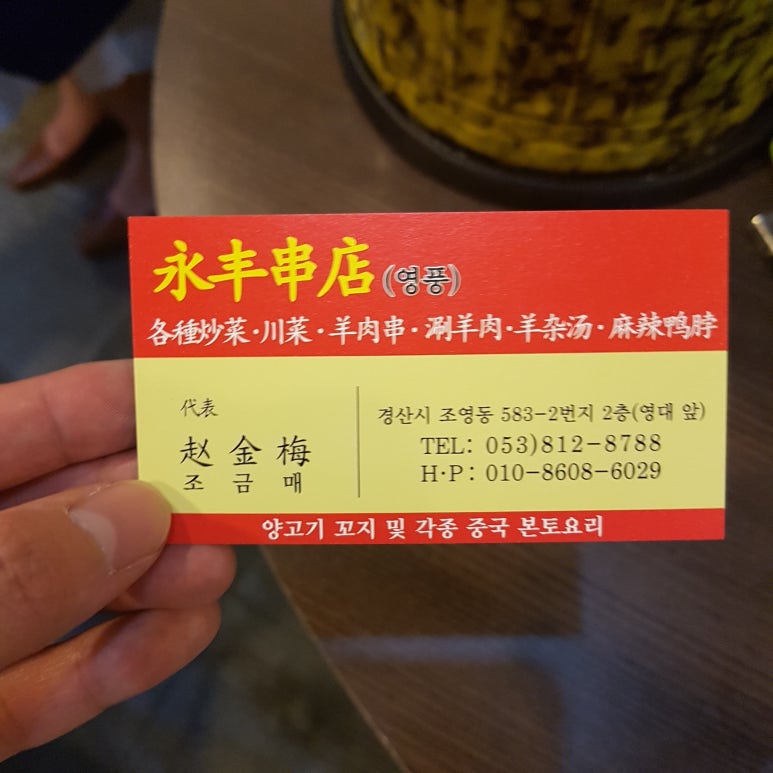 永丰串店(영풍)
各種炒菜·川菜·羊肉串·涮羊肉·羊杂汤·麻辣鸭脖
代表
赵金梅
조금매
경산시 조영동 583-2번지 2층(영대 앞)
TEL: 053)812-8788
H·P: 010-8608-6029
양고기 꼬지 및 각종 중국 본토요리